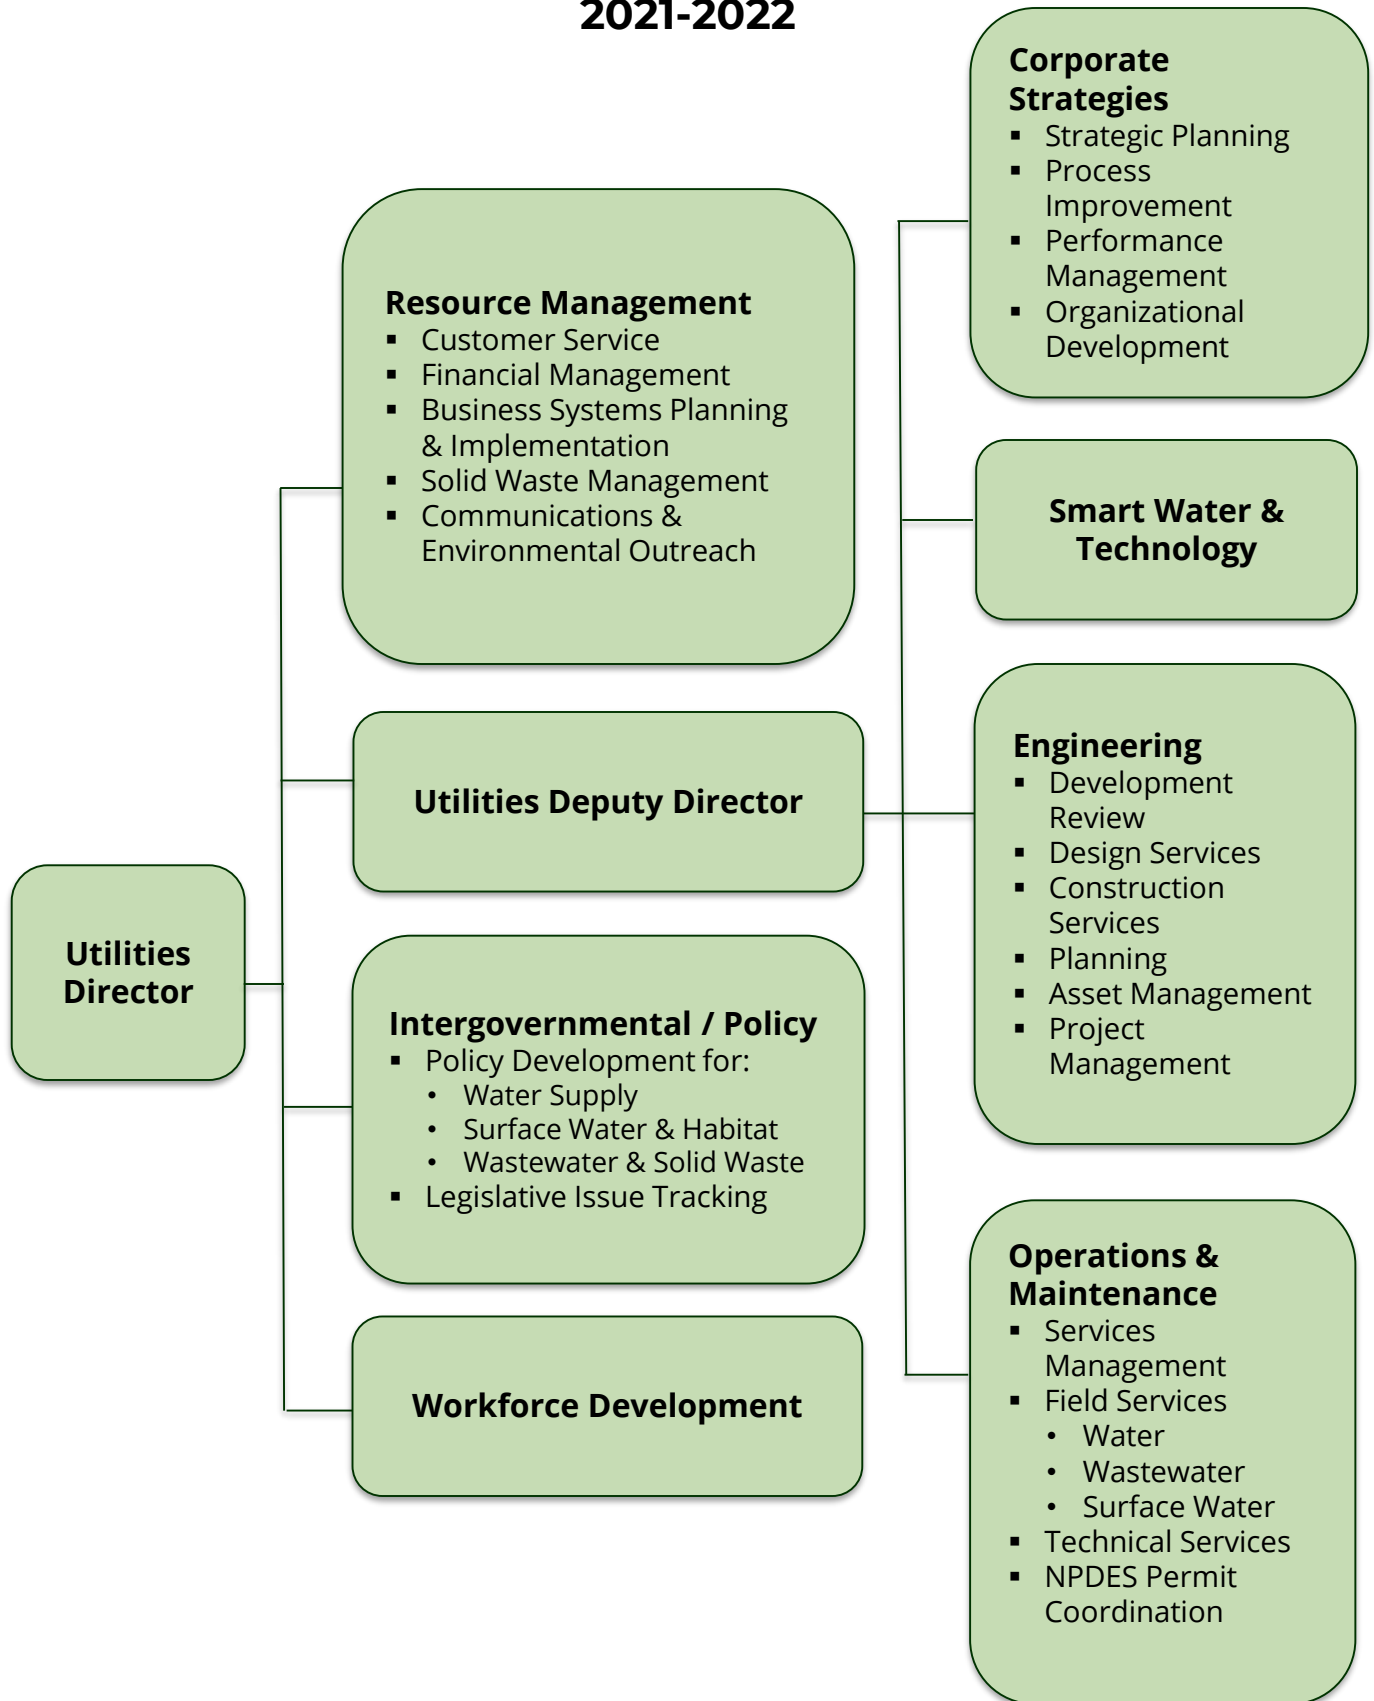 2021-2022
Corporate
Strategies
▪ Strategic Planning
▪ Process
Improvement
▪ Performance
Management
▪ Organizational
Development
Resource Management
▪ Customer Service
▪ Financial Management
▪ Business Systems Planning
& Implementation
▪ Solid Waste Management
▪ Communications &
Environmental Outreach
Smart Water &
Technology
Utilities Deputy Director
Engineering
▪ Development
Review
▪ Design Services
▪ Construction
Services
▪ Planning
▪ Asset Management
▪ Project
Management
Utilities
Director
Intergovernmental / Policy
▪ Policy Development for:
• Water Supply
• Surface Water & Habitat
• Wastewater & Solid Waste
▪ Legislative Issue Tracking
Workforce Development
Operations &
Maintenance
▪ Services
Management
▪ Field Services
• Water
• Wastewater
• Surface Water
▪ Technical Services
▪ NPDES Permit
Coordination